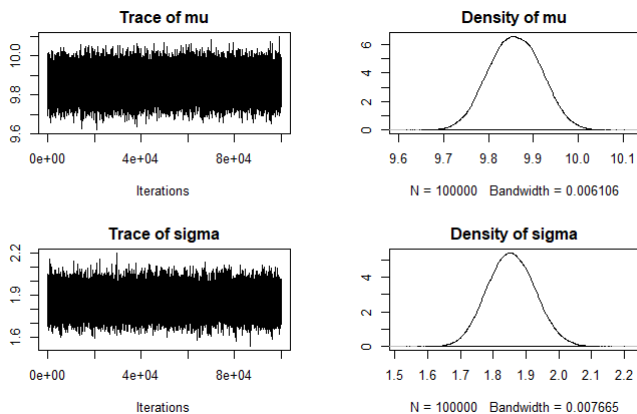 Trace of mu
10.0
9.8
9.6
0e+00 4e+04 8e+04
Iterations
Density of mu
6
4
2
0
9.6 9.7 9.8 9.9 10.0 10.1
N = 100000 Bandwidth = 0.006106
Trace of sigma
2.2
1.9
1.6
0e+00 4e+04 8e+04
Iterations
Density of sigma
4
2
0
1.5 1.6 1.7 1.8 1.9 2.0 2.1 2.2
N = 100000 Bandwidth = 0.007665